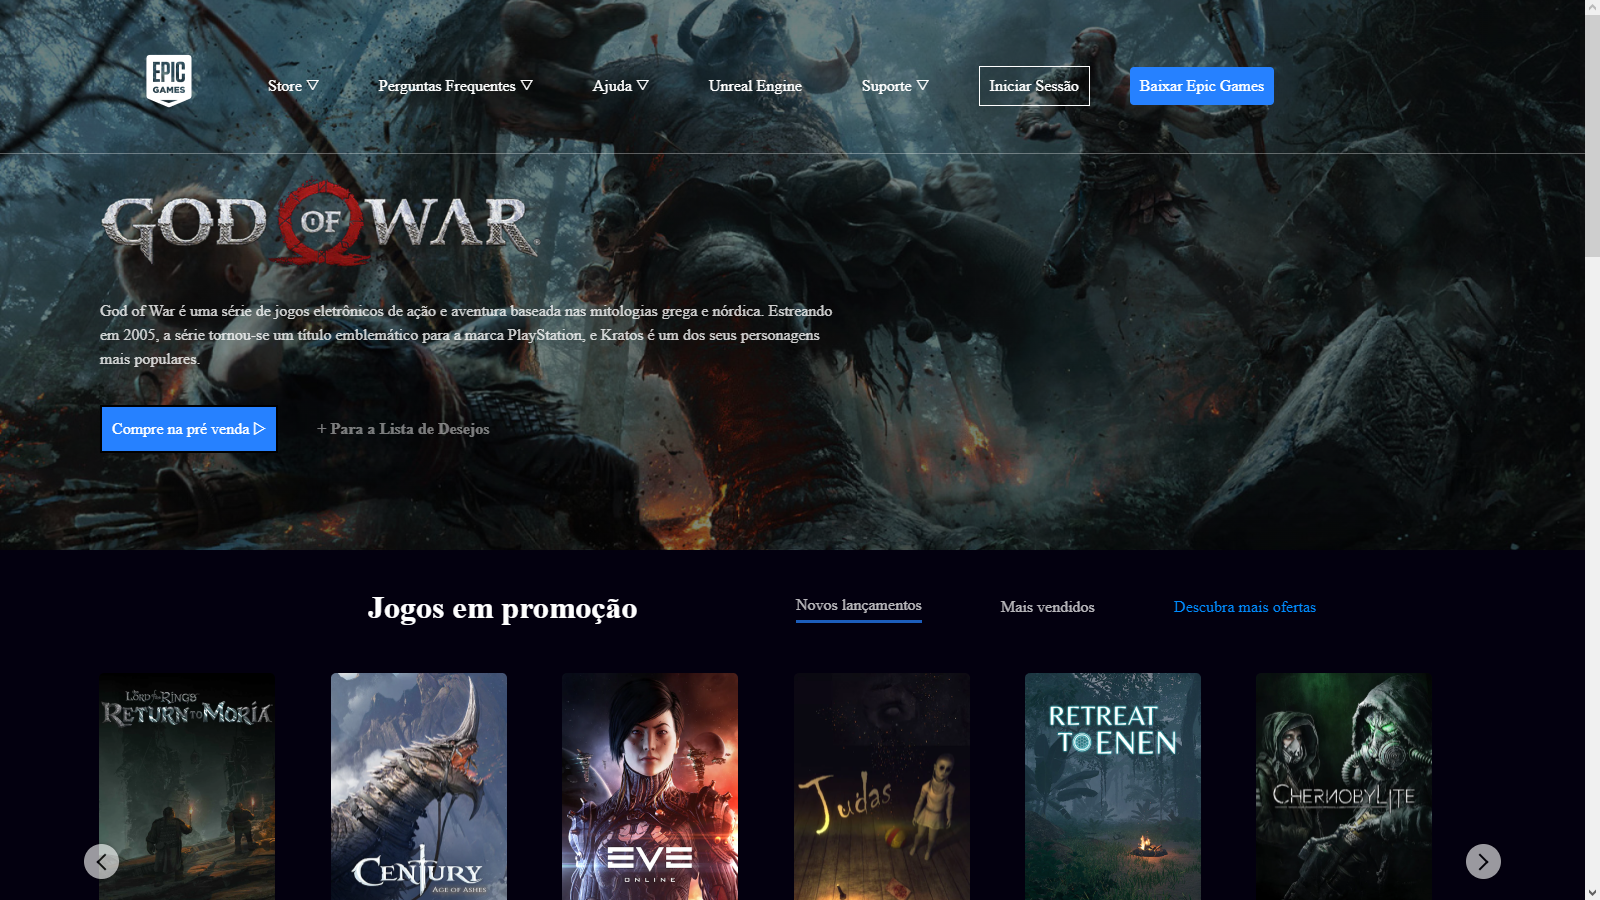 EPIC
GAMES
Store ▽
Perguntas Frequentes ▽
Ajuda ▽
Unreal Engine
Suporte ▽
Iniciar Sessão
Baixar Epic Games
GOD OF WAR
God of War é uma série de jogos eletrônicos de ação e aventura baseada nas mitologias grega e nórdica. Estreando
em 2005, a série tornou-se um título emblemático para a marca PlayStation, e Kratos é um dos seus personagens
mais populares.
Compre na pré venda ▷
+ Para a Lista de Desejos
Jogos em promoção
Novos lançamentos
Mais vendidos
Descubra mais ofertas
The LORD of the RINGS
RETURN TO MORIA
CENTURY
AGE OF ASHES
EVE
ONLINE
Judas
RETREAT
TO ENEN
CHERNOBYLITE